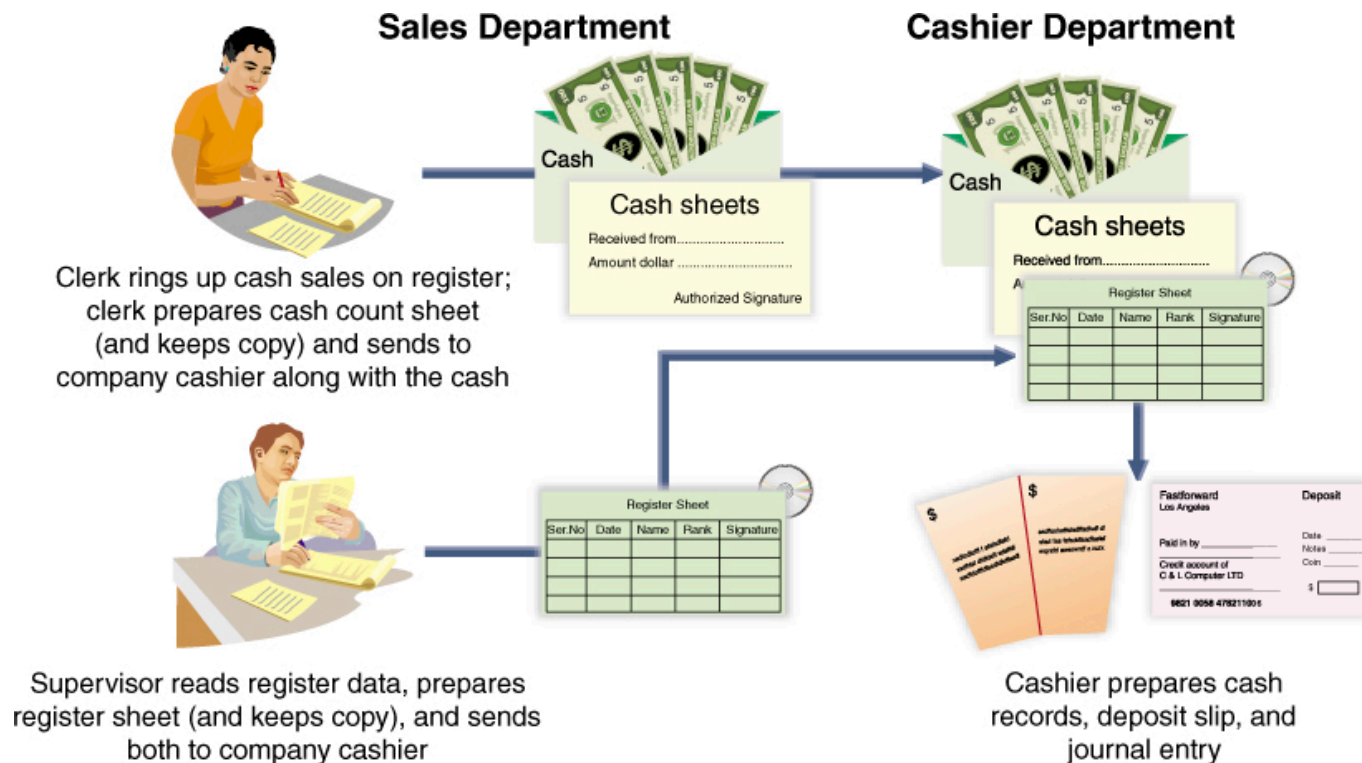 Sales Department
Cashier Department
Cash
Cash sheets
Received from
Amount dollar
Authorized Signature
Cash
Cash sheets
Received from
Register Sheet
Ser.No Date Name Rank Signature
Clerk rings up cash sales on register;
clerk prepares cash count sheet
(and keeps copy) and sends to
company cashier along with the cash
Register Sheet
Ser.No Date Name Rank Signature
$
$
Fastforward
Los Angeles
Deposit
Paid in by
Date
Notes
Coin
Credit account of
C & L Computer LTD
$
Supervisor reads register data, prepares
register sheet (and keeps copy), and sends
both to company cashier
Cashier prepares cash
records, deposit slip, and
journal entry